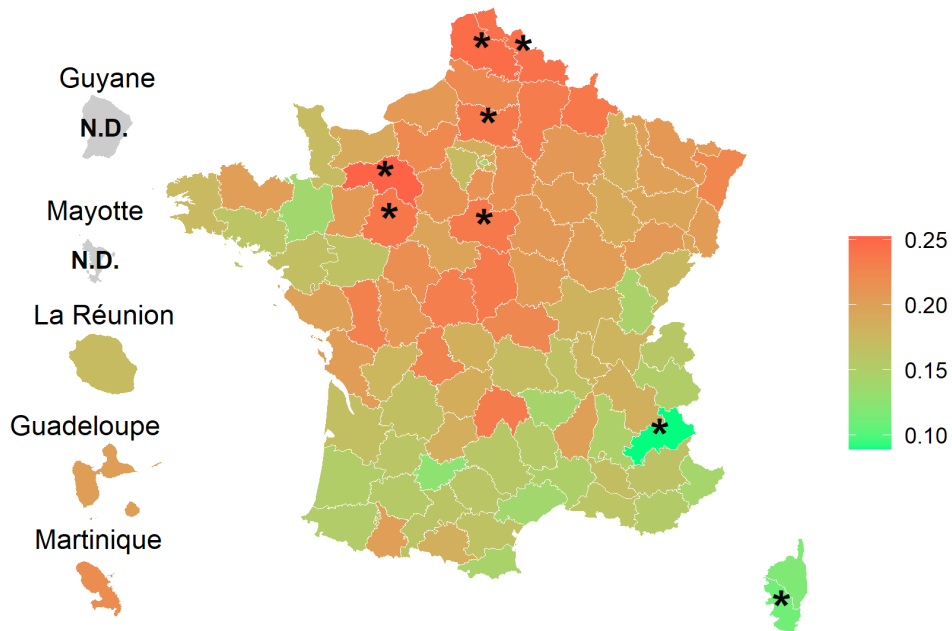 Guyane
N.D.
Mayotte
N.D.
La Réunion
Guadeloupe
Martinique
*
*
*
*
*
*
*
*
0.25
0.20
0.15
0.10